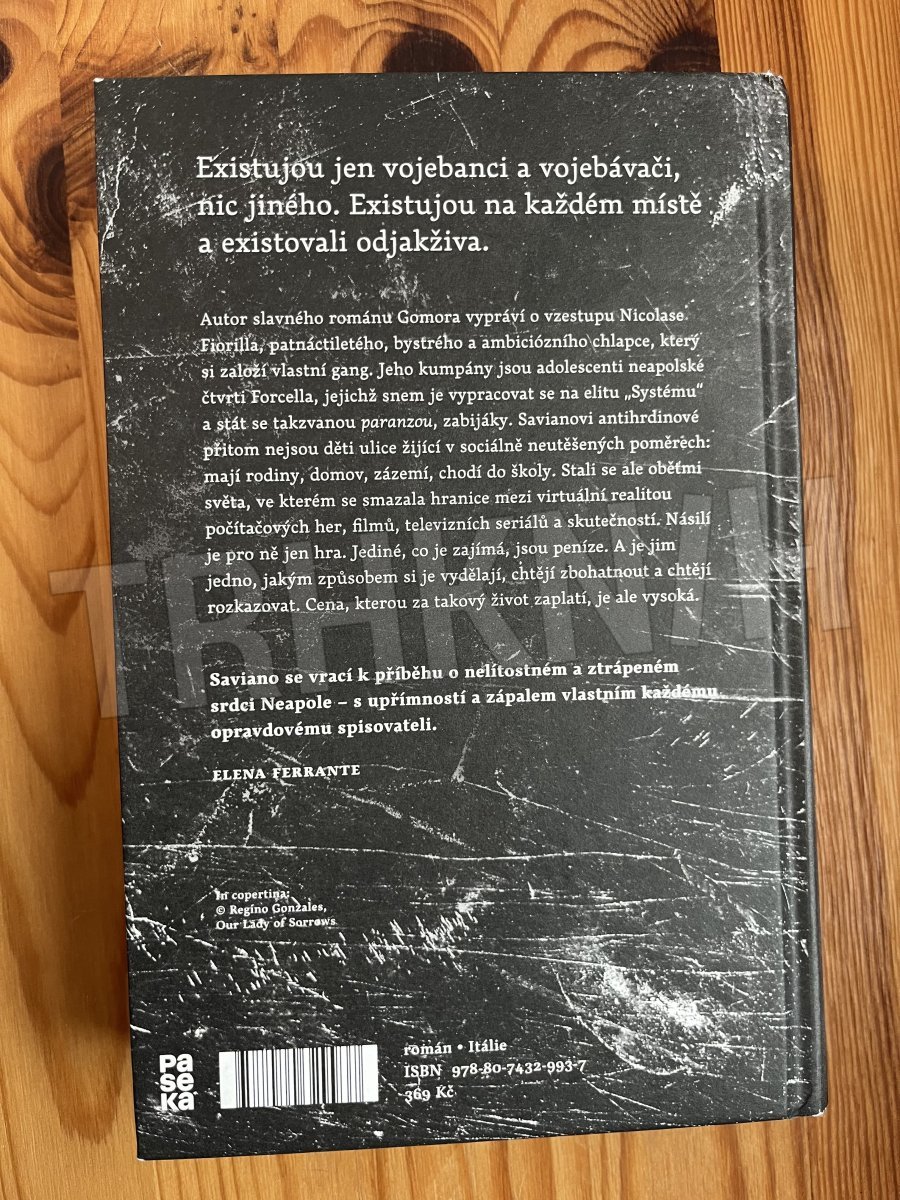 Existujou jen vojebanci a vojebávači,
nic jiného. Existujou na každém místě
a existovali odjakživa.
Autor slavného románu Gomora vypráví o vzestupu Nicolase
Fiorilla, patnáctiletého, bystrého a ambiciózního chlapce, který
si založí vlastní gang. Jeho kumpány jsou adolescenti neapolské
čtvrti Forcella, jejichž snem je vypracovat se na elitu „Systému“
a stát se takzvanou paranzou, zabijáky. Savianovi antihrdinové
přitom nejsou děti ulice žijící v sociálně neutěšených poměrech:
mají rodiny, domov, zázemí, chodí do školy. Stali se ale oběťmi
světa, ve kterém se smazala hranice mezi virtuální realitou
počítačových her, filmů, televizních seriálů a skutečností. Násilí
je pro ně jen hra. Jediné, co je zajímá, jsou peníze. A je jim
jedno, jakým způsobem si je vydělají, chtějí zbohatnout a chtějí
rozkazovat. Cena, kterou za takový život zaplatí, je ale vysoká.
Saviano se vrací k příběhu o nelítostném a ztrápeném
srdci Neapole – s upřímností a zápalem vlastním každému
opravdovému spisovateli.
ELENA FERRANTE
In copertina:
© Regino Gonzales,
Our Lady of Sorrows
paseka
román • Itálie
ISBN 978-80-7432-993-7
369 Kč